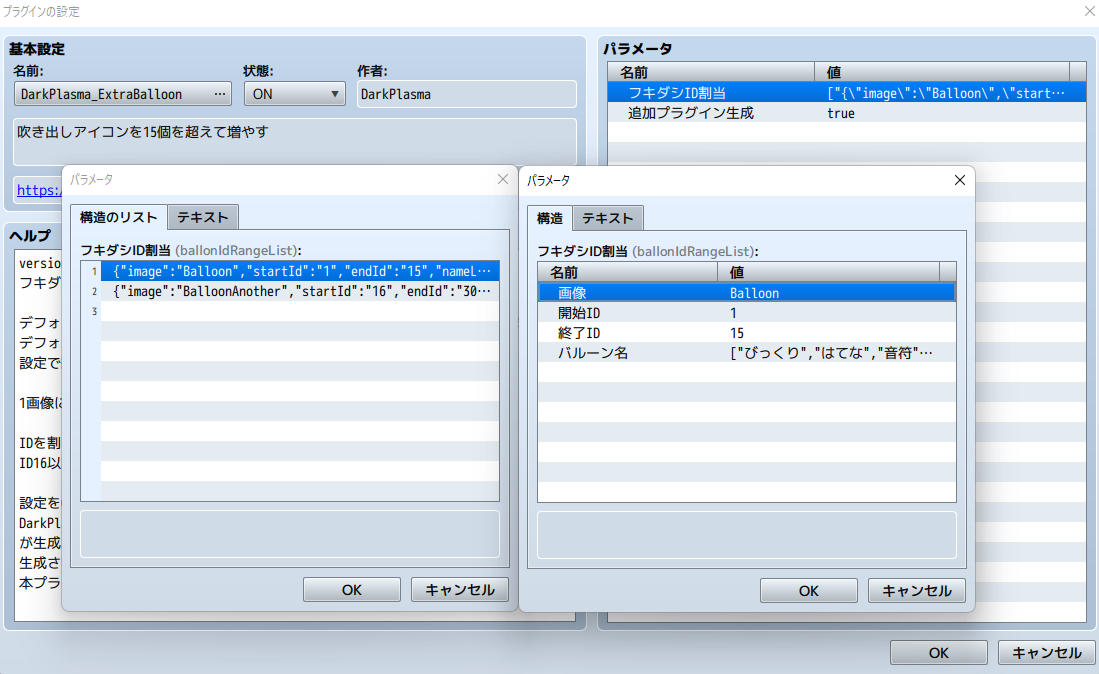 プラグインの設定
基本設定
名前:
状態:
作者:
DarkPlasma_ExtraBalloon ...
ON
DarkPlasma
吹き出しアイコンを15個を超えて増やす
https:/
ヘルプ
versio
フキダ
デフォ
デフォ
設定で
1画像に
IDを割
ID16以
設定を
DarkPl
が生成
生成さ
本プラ
パラメータ
名前 値
フキダシID割当 ["{\"image\":\"Balloon\",\"start…
追加プラグイン生成 true
パラメータ
構造のリスト テキスト
フキダシID割当 (ballonIdRangeList):
1 {"image":"Balloon","startId":"1","endId":"15","nameL…
2 {"image":"BalloonAnother","startId":"16","endId":"30…
3
OK キャンセル
パラメータ
構造 テキスト
フキダシID割当 (ballonIdRangeList):
名前 値
画像 Balloon
開始ID 1
終了ID 15
バルーン名 ["びっくり","はてな","音符"…
OK キャンセル
OK キャンセル